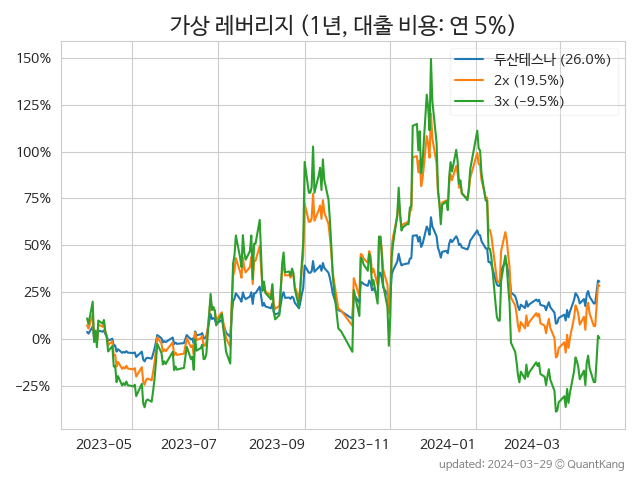 가상 레버리지 (1년, 대출 비용: 연 5%)
150%
125%
100%
75%
50%
25%
0%
−25%
두산테스나 (26.0%)
2x (19.5%)
3x (−9.5%)
2023-05
2023-07
2023-09
2023-11
2024-01
2024-03
updated: 2024-03-29 © QuantKang